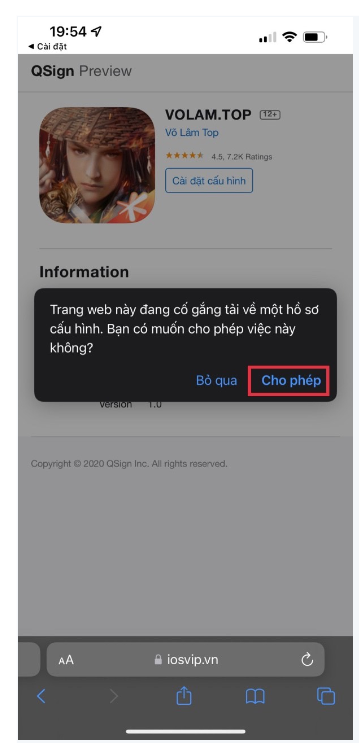 19:54
◀ Cài đặt
QSign Preview
VOLAM.TOP 12+
Võ Lâm Top
★★★★★ 4.5, 7.2K Ratings
Cài đặt cấu hình
Information
Trang web này đang cố gắng tải về một hồ sơ
cấu hình. Bạn có muốn cho phép việc này
không?
Bỏ qua Cho phép
Version 1.0
Copyright © 2020 QSign Inc. All rights reserved.
AA iosvip.vn